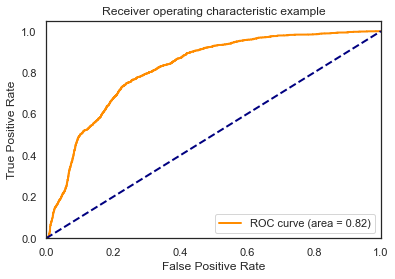 Receiver operating characteristic example
True Positive Rate
1.0
0.8
0.6
0.4
0.2
0.0
ROC curve (area = 0.82)
0.0 0.2 0.4 0.6 0.8 1.0
False Positive Rate